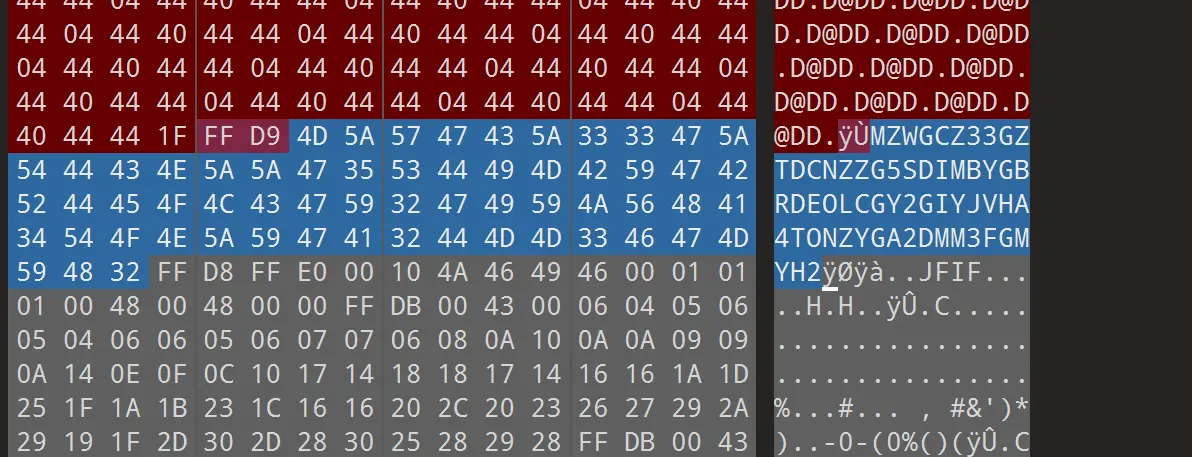 44 44 04 44 40 44 44 04 44 40 44 44 04 44 40 44 DD.D@DD.D@DD.D@D
44 04 44 40 44 44 04 44 40 44 44 04 44 40 44 44 D.D@DD.D@DD.D@DD
04 44 40 44 44 04 44 40 44 44 04 44 40 44 44 04 .D@DD.D@DD.D@DD.
44 40 44 44 04 44 40 44 44 04 44 40 44 44 04 44 D@DD.D@DD.D@DD.D
40 44 44 1F FF D9 4D 5A 57 47 43 5A 33 33 47 5A @DD.ÿÙMZWGCZ33GZ
54 44 43 4E 5A 5A 47 35 53 44 49 4D 42 59 47 42 TDCNZZG5SDIMBYGB
52 44 45 4F 4C 43 47 59 32 47 49 59 4A 56 48 41 RDEOLCGY2GIYJVHA
34 54 4F 4E 5A 59 47 41 32 44 4D 4D 33 46 47 4D 4TONZYGA2DMM3FGM
59 48 32 FF D8 FF E0 00 10 4A 46 49 46 00 01 01 YH2ÿØÿà..JFIF...
01 00 48 00 48 00 00 FF DB 00 43 00 06 04 05 06 ..H.H..ÿÛ.C.....
05 04 06 06 05 06 07 07 06 08 0A 10 0A 0A 09 09 ................
0A 14 0E 0F 0C 10 17 14 18 18 17 14 16 16 1A 1D ................
25 1F 1A 1B 23 1C 16 16 20 2C 20 23 26 27 29 2A %...#... , #&')*
29 19 1F 2D 30 2D 28 30 25 28 29 28 FF DB 00 43 )..-0-(0%()(ÿÛ.C